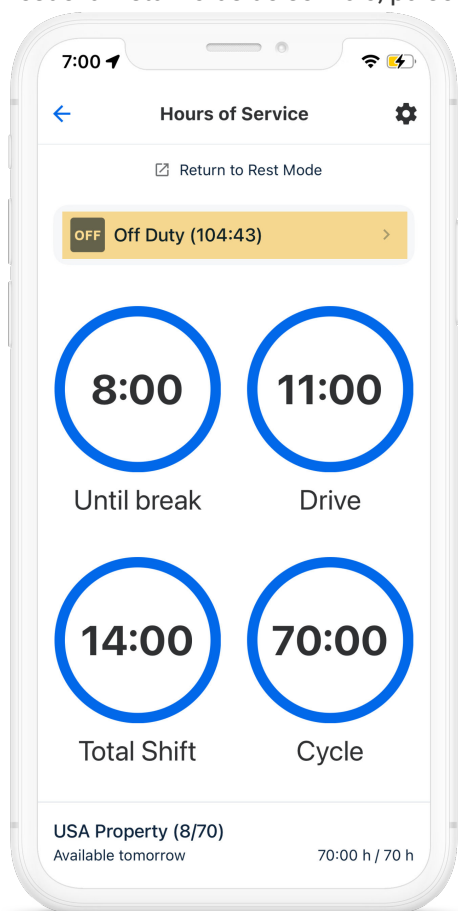 7:00
Hours of Service
Return to Rest Mode
OFF Off Duty (104:43)
8:00
11:00
Until break
Drive
14:00
70:00
Total Shift
Cycle
USA Property (8/70)
Available tomorrow
70:00 h / 70 h